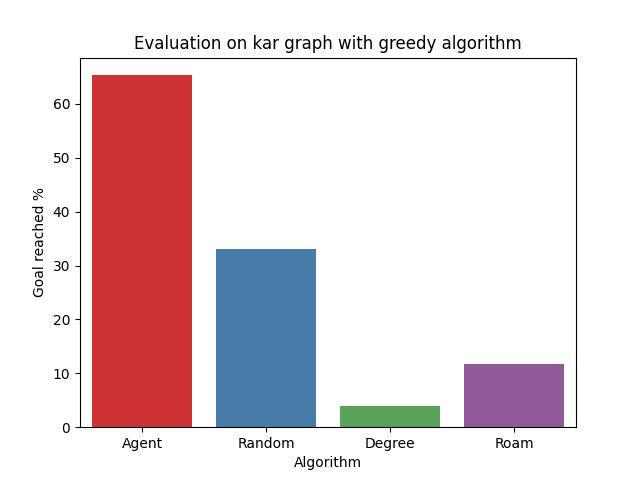 Evaluation on kar graph with greedy algorithm
Goal reached %
60
50
40
30
20
10
0
Agent
Random
Degree
Roam
Algorithm